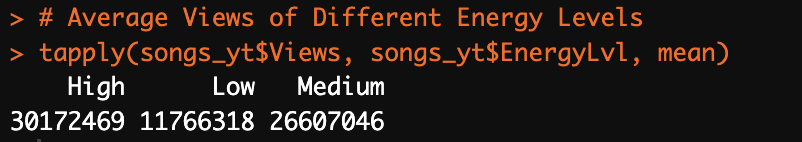 > # Average Views of Different Energy Levels
> tapply(songs_yt$Views, songs_yt$EnergyLvl, mean)
    High      Low   Medium
30172469 11766318 26607046